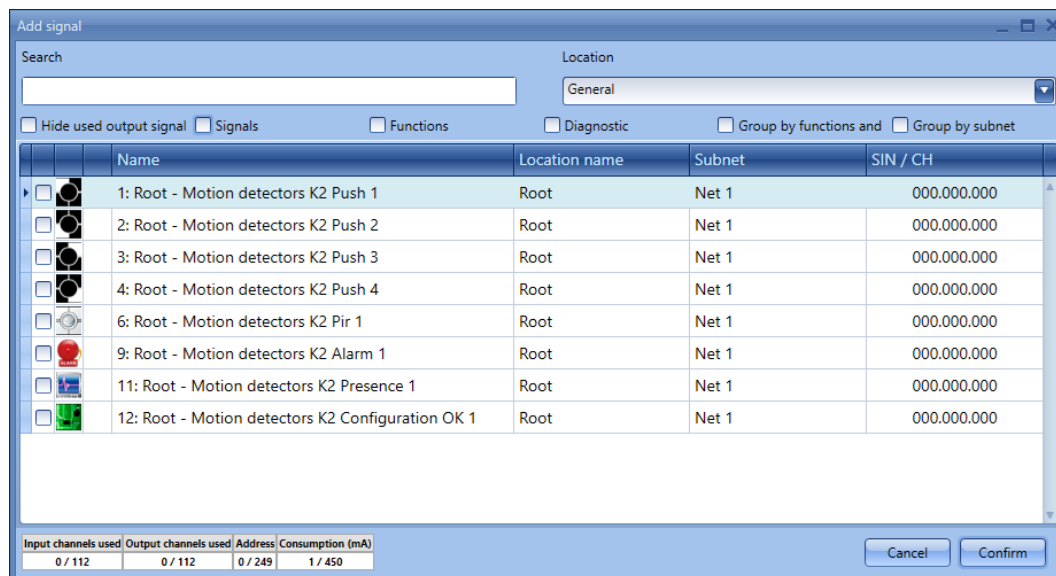 Add signal
Search
Location
General
Hide used output signal Signals Functions Diagnostic Group by functions and Group by subnet
Name Location name Subnet SIN / CH
1: Root - Motion detectors K2 Push 1 Root Net 1 000.000.000
2: Root - Motion detectors K2 Push 2 Root Net 1 000.000.000
3: Root - Motion detectors K2 Push 3 Root Net 1 000.000.000
4: Root - Motion detectors K2 Push 4 Root Net 1 000.000.000
6: Root - Motion detectors K2 Pir 1 Root Net 1 000.000.000
9: Root - Motion detectors K2 Alarm 1 Root Net 1 000.000.000
11: Root - Motion detectors K2 Presence 1 Root Net 1 000.000.000
12: Root - Motion detectors K2 Configuration OK 1 Root Net 1 000.000.000
Input channels used Output channels used Address Consumption (mA)
0 / 112 0 / 112 0 / 249 1 / 450
Cancel Confirm